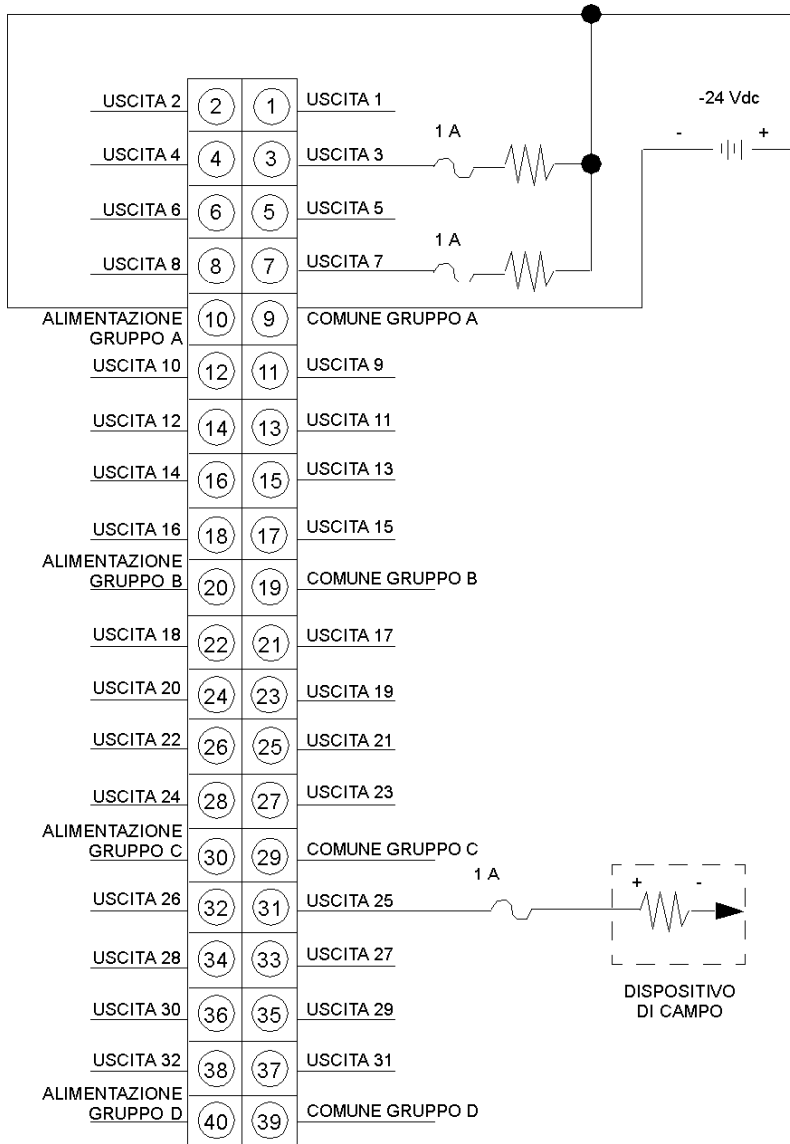 -24 Vdc
- +
USCITA 2 2 1 USCITA 1
1 A
USCITA 4 4 3 USCITA 3
USCITA 6 6 5 USCITA 5
1 A
USCITA 8 8 7 USCITA 7
ALIMENTAZIONE
GRUPPO A 10 9 COMUNE GRUPPO A
USCITA 10 12 11 USCITA 9
USCITA 12 14 13 USCITA 11
USCITA 14 16 15 USCITA 13
USCITA 16 18 17 USCITA 15
ALIMENTAZIONE
GRUPPO B 20 19 COMUNE GRUPPO B
USCITA 18 22 21 USCITA 17
USCITA 20 24 23 USCITA 19
USCITA 22 26 25 USCITA 21
USCITA 24 28 27 USCITA 23
ALIMENTAZIONE
GRUPPO C 30 29 COMUNE GRUPPO C
1 A
+ -
USCITA 26 32 31 USCITA 25
USCITA 28 34 33 USCITA 27
DISPOSITIVO
DI CAMPO
USCITA 30 36 35 USCITA 29
USCITA 32 38 37 USCITA 31
ALIMENTAZIONE
GRUPPO D 40 39 COMUNE GRUPPO D